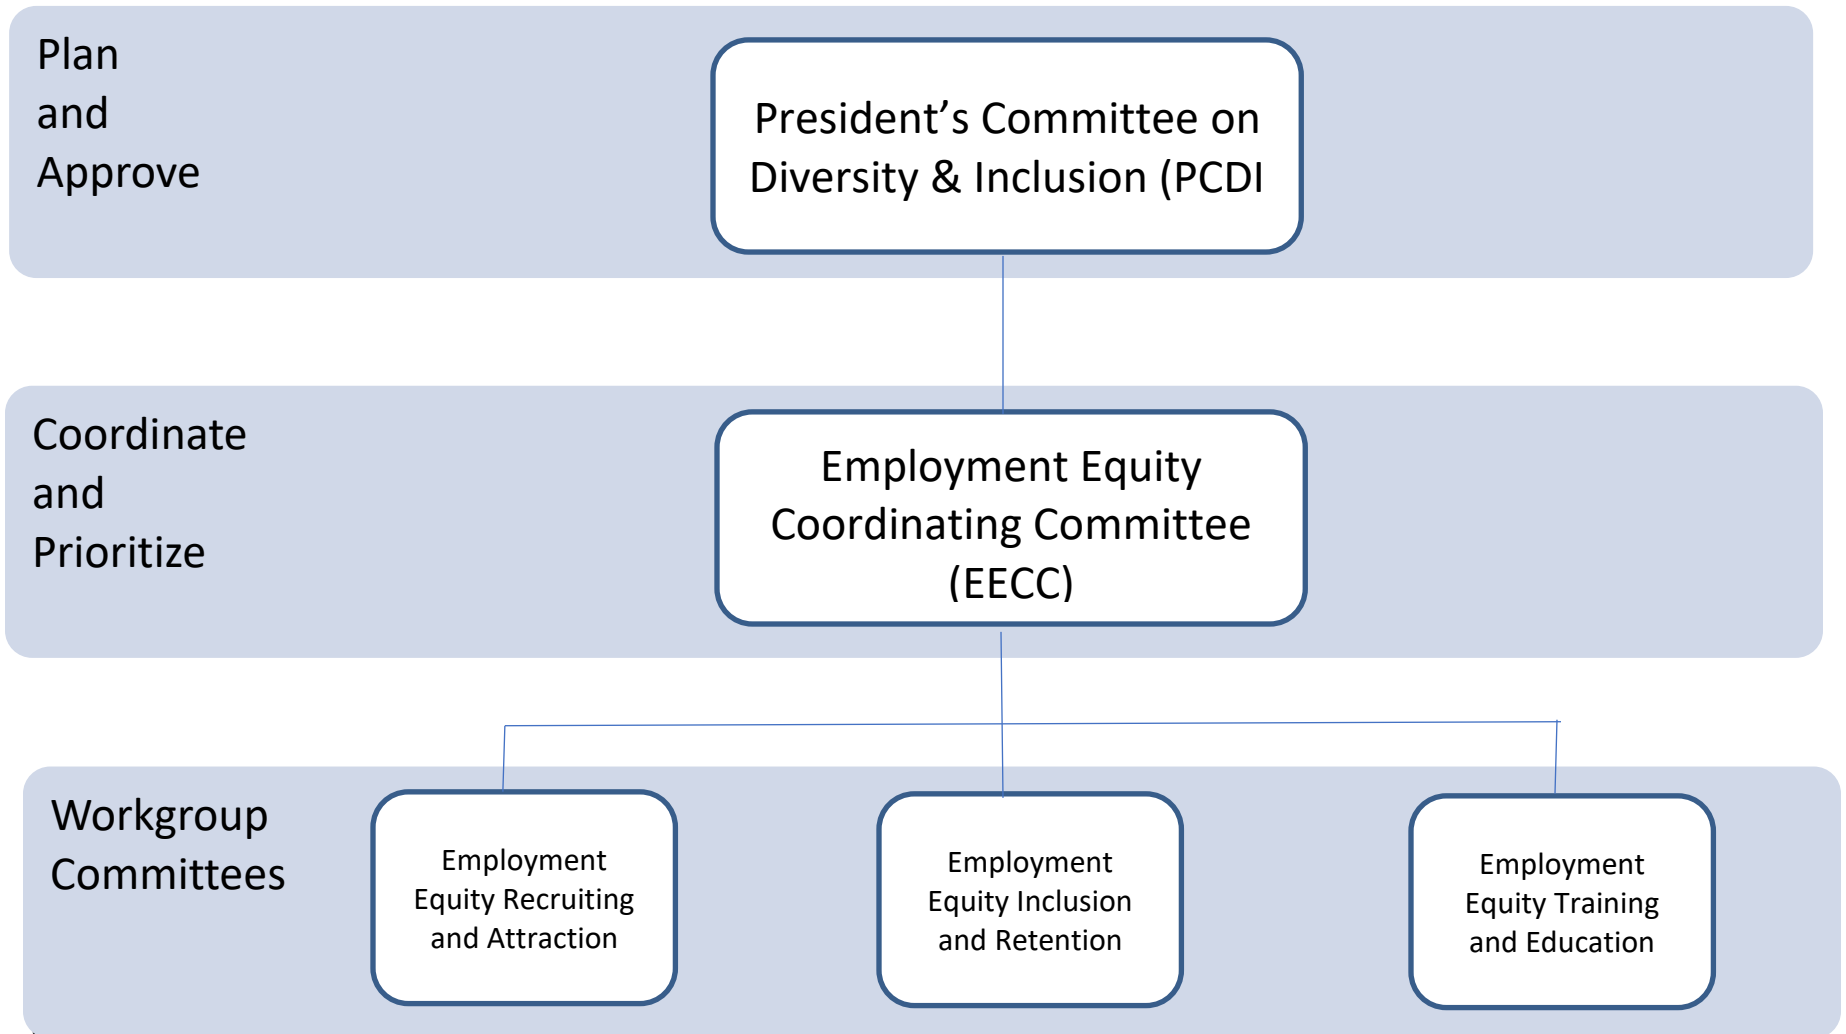 Plan
and
Approve
President’s Committee on
Diversity & Inclusion (PCDI
Coordinate
and
Prioritize
Employment Equity
Coordinating Committee
(EECC)
Workgroup
Committees
Employment
Equity Recruiting
and Attraction
Employment
Equity Inclusion
and Retention
Employment
Equity Training
and Education